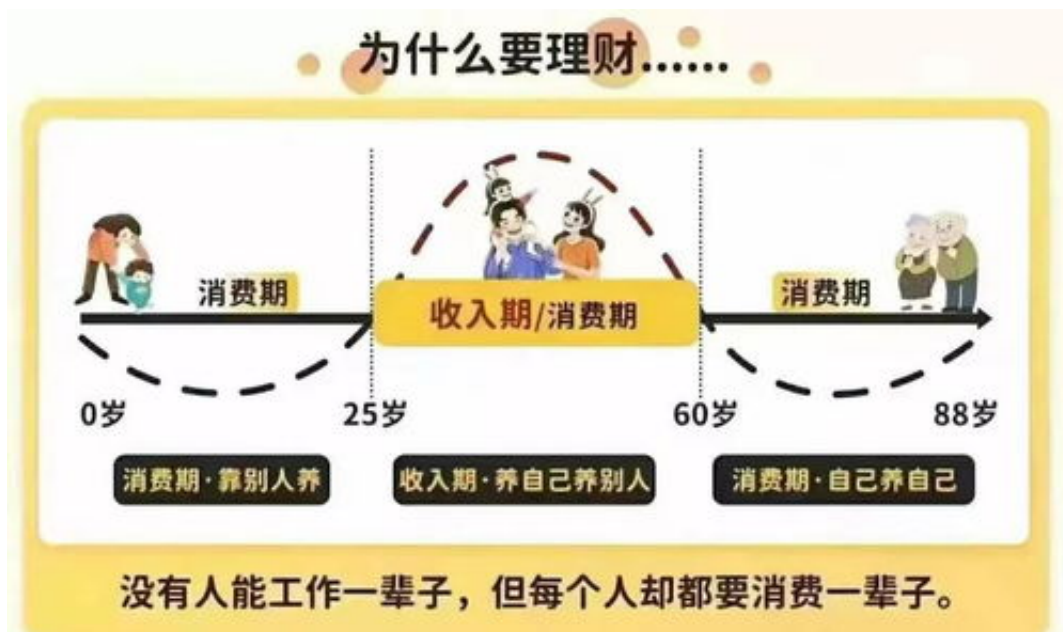 为什么要理财......
消费期
收入期/消费期
消费期
0岁
25岁
60岁
88岁
消费期·靠别人养
收入期·养自己养别人
消费期·自己养自己
没有人能工作一辈子，但每个人却都要消费一辈子。